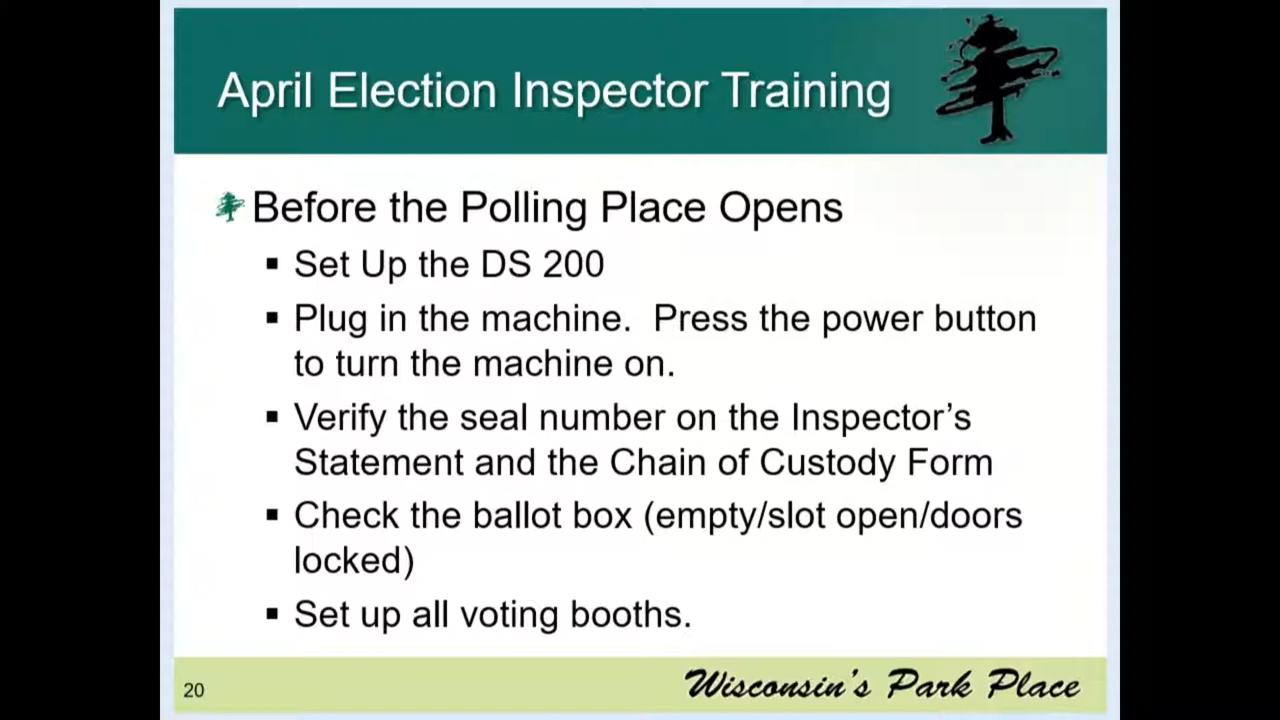 April Election Inspector Training
Before the Polling Place Opens
▪ Set Up the DS 200
▪ Plug in the machine.  Press the power button
to turn the machine on.
▪ Verify the seal number on the Inspector’s
Statement and the Chain of Custody Form
▪ Check the ballot box (empty/slot open/doors
locked)
▪ Set up all voting booths.
20
Wisconsin's Park Place